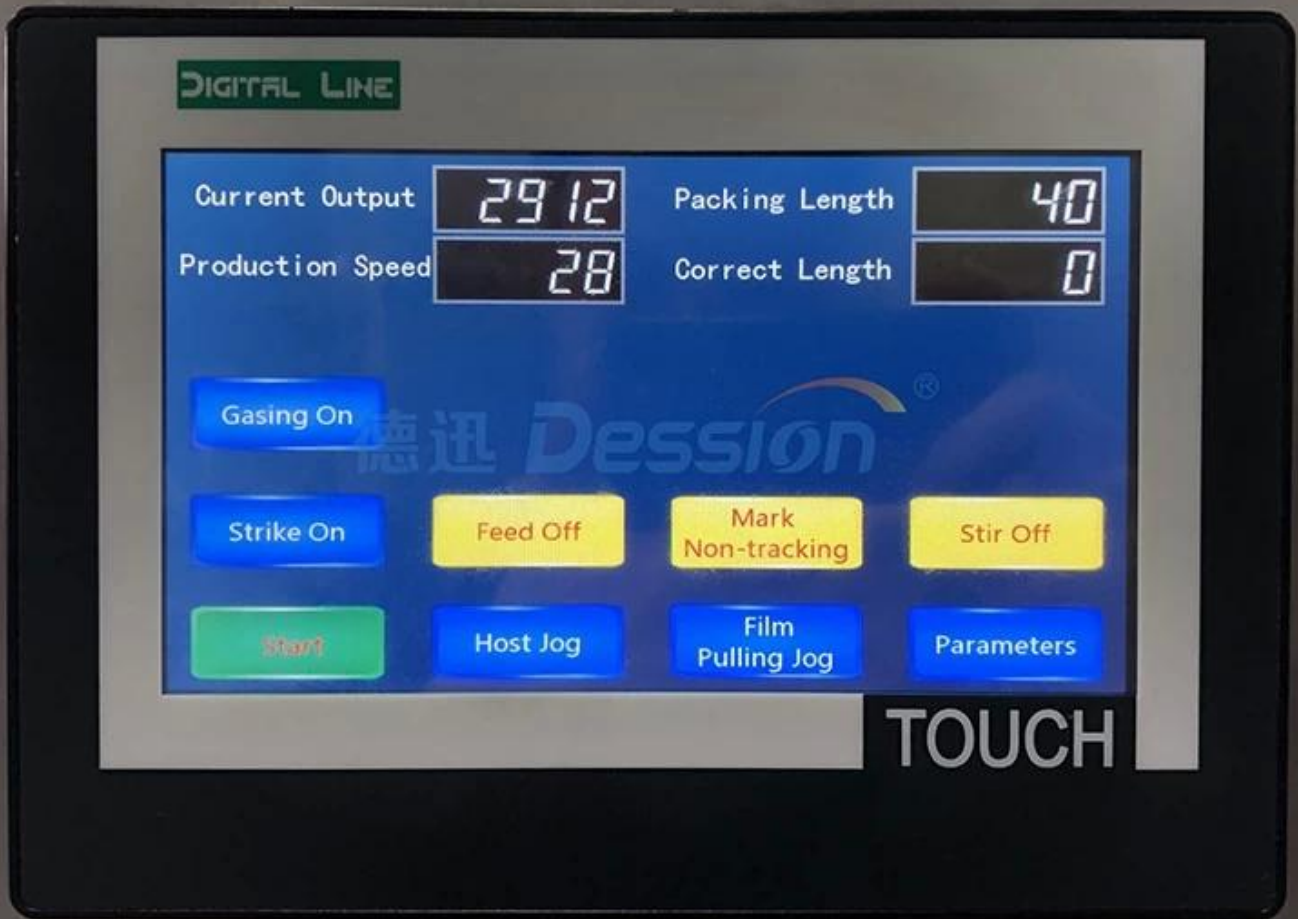 DIGITAL LINE
Current Output 2912 Packing Length 40
Production Speed 28 Correct Length 0
Gasing On
德迅 Dession®
Strike On Feed Off Mark
Non-tracking Stir Off
Start Host Jog Film
Pulling Jog Parameters
TOUCH